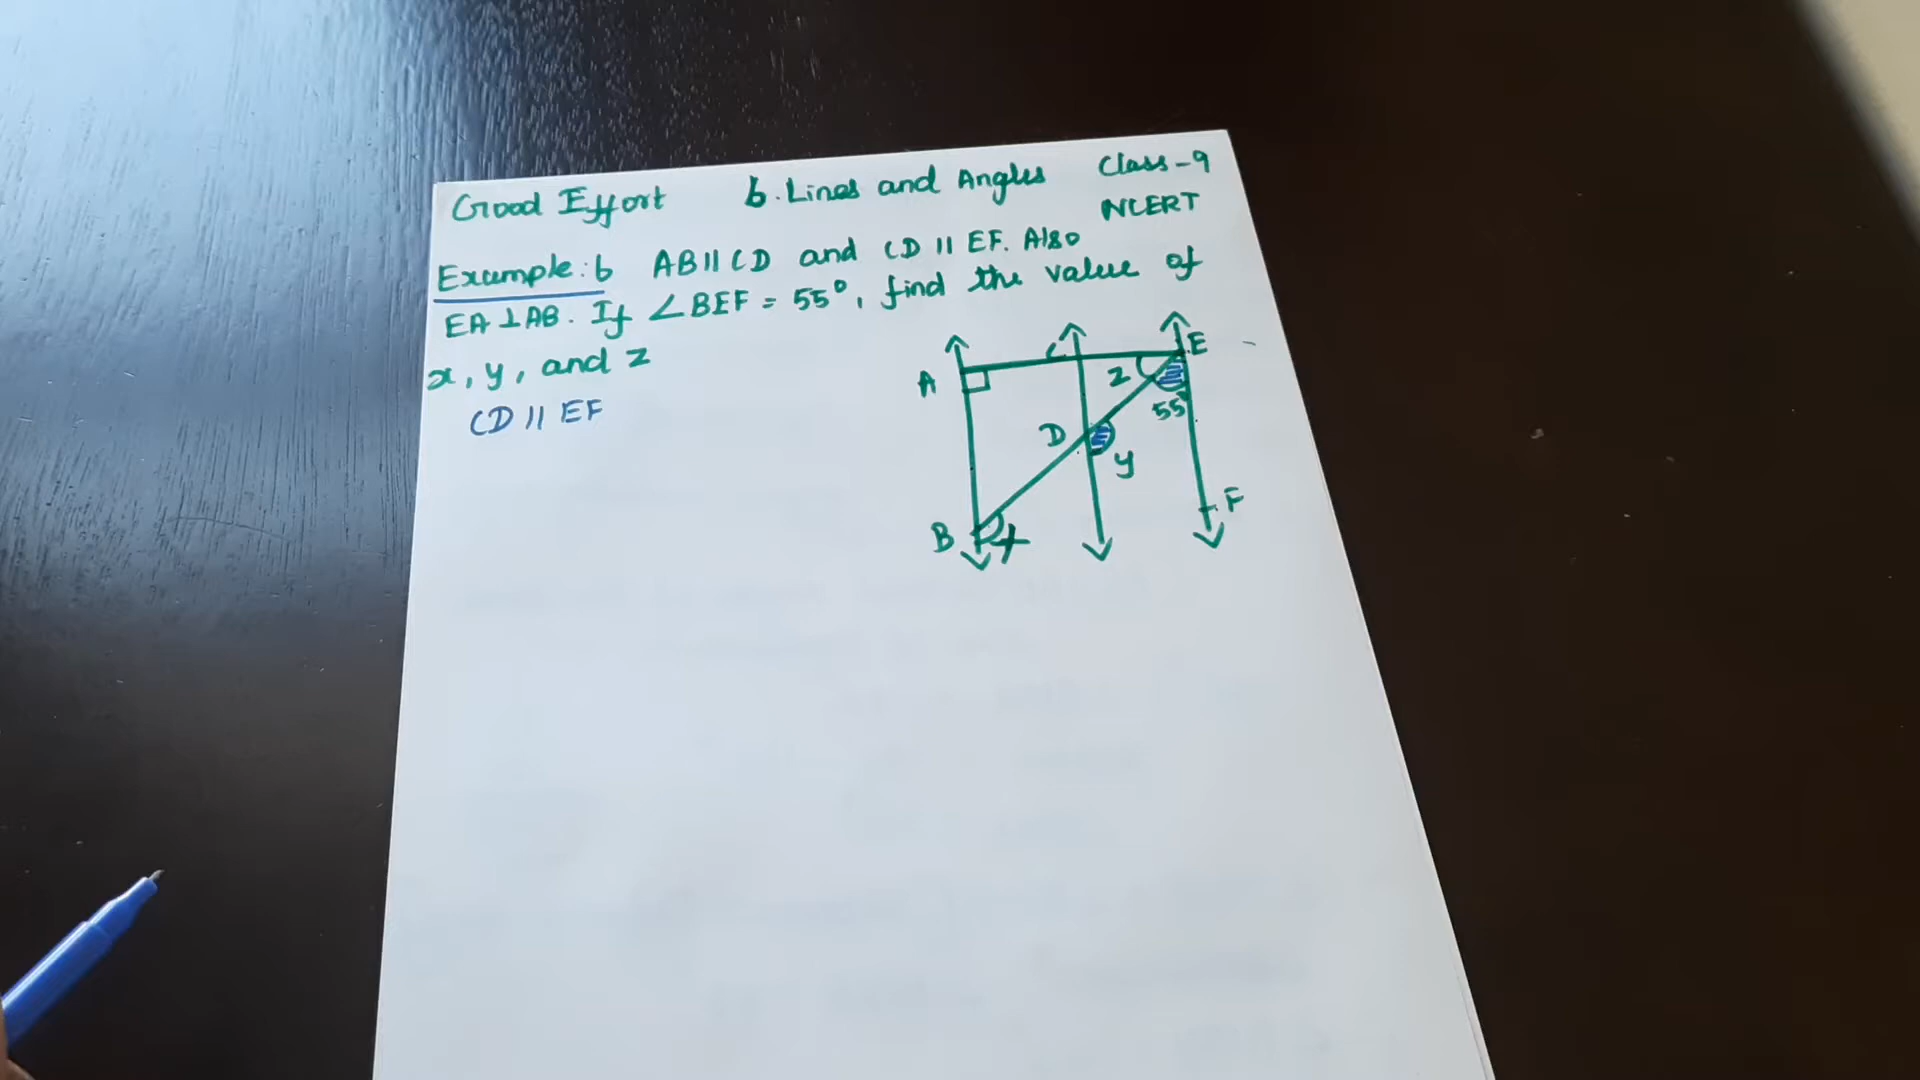 Good Effort 6. Lines and Angles Class-9
NCERT
Example: 6 AB || CD and CD || EF. Also
EA ⊥ AB. If ∠BEF = 55°, find the value of
x, y, and z
CD || EF
A C E
z
55°
D y
B x F